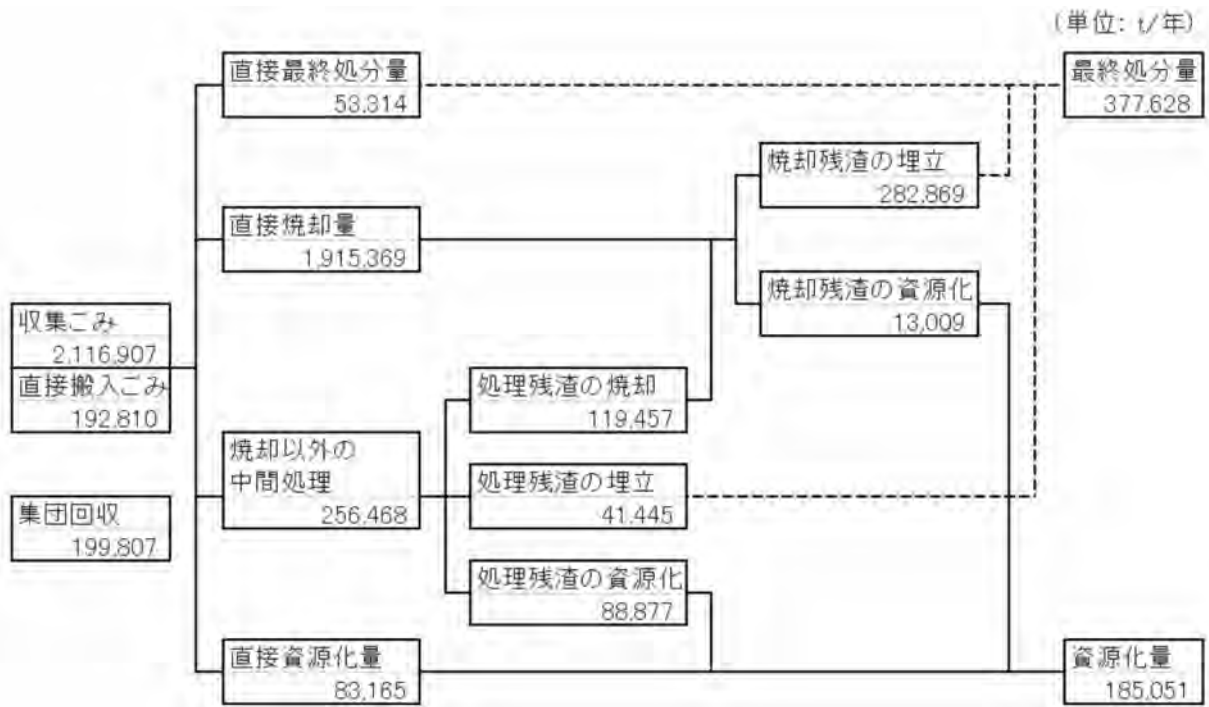 (単位: t/年)
直接最終処分量
53,314
最終処分量
377,628
焼却残渣の埋立
282,869
直接焼却量
1,915,369
焼却残渣の資源化
13,009
収集ごみ
2,116,907
直接搬入ごみ
192,810
処理残渣の焼却
119,457
焼却以外の
中間処理
256,468
処理残渣の埋立
41,445
集団回収
199,807
処理残渣の資源化
88,877
直接資源化量
83,165
資源化量
185,051